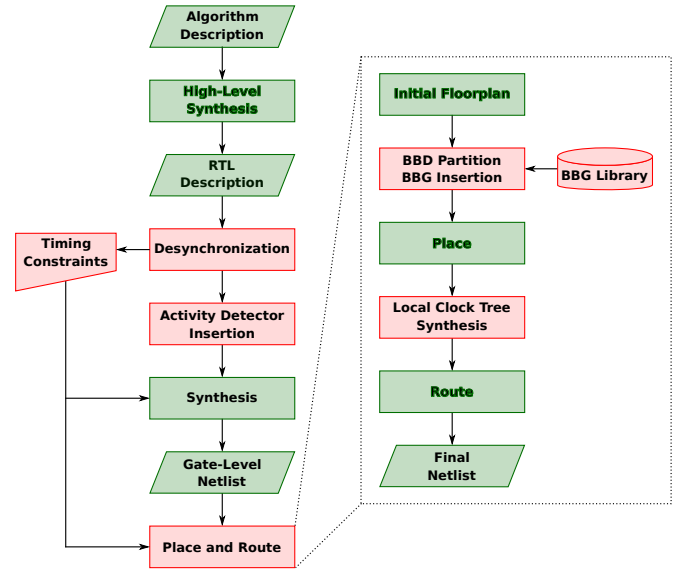 Algorithm
Description
High-Level
Synthesis
RTL
Description
Timing
Constraints
Desynchronization
Activity Detector
Insertion
Synthesis
Gate-Level
Netlist
Place and Route
Initial Floorplan
BBD Partition
BBG Insertion
BBG Library
Place
Local Clock Tree
Synthesis
Route
Final
Netlist